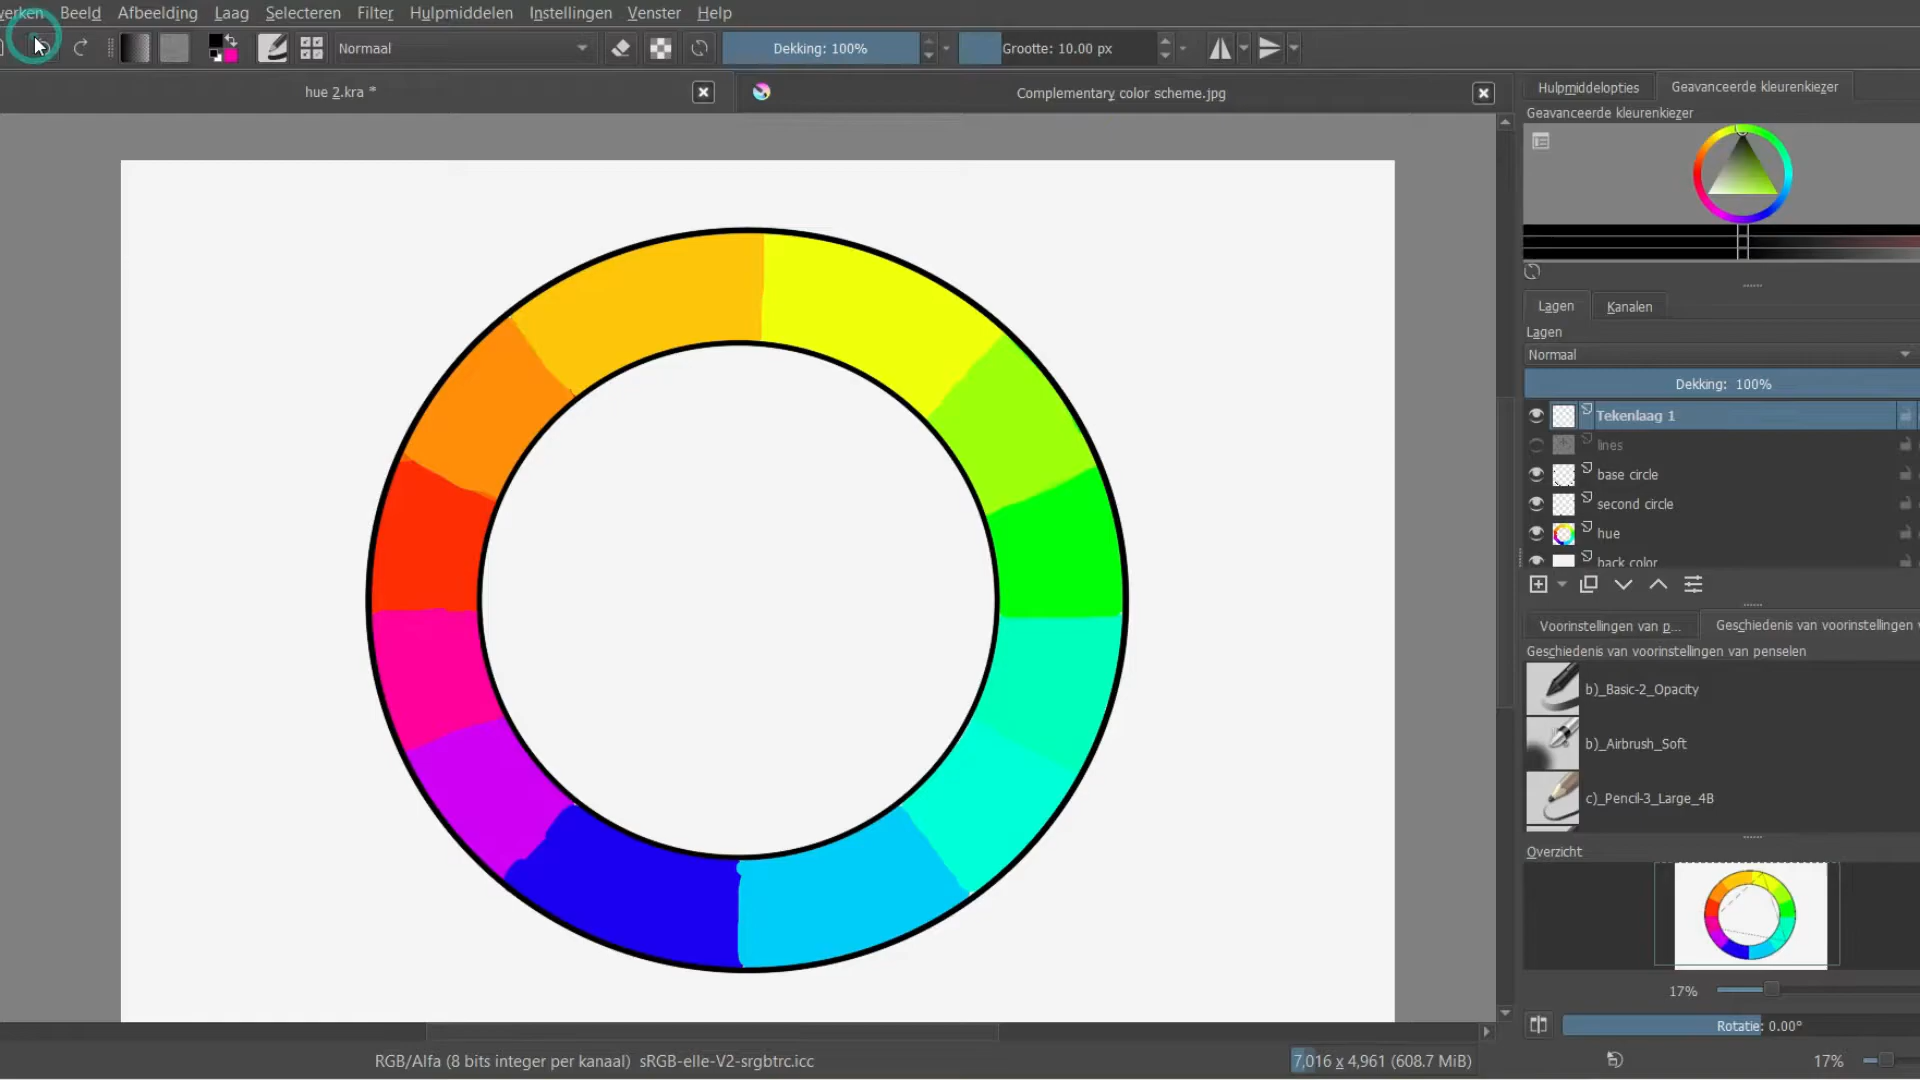 werken Beeld Afbeelding Laag Selecteren Filter Hulpmiddelen Instellingen Venster Help
Normaal Dekking: 100% Grootte: 10.00 px
hue 2.kra * Complementary color scheme.jpg
Hulpmiddelopties Geavanceerde kleurenkiezer
Geavanceerde kleurenkiezer
Lagen Kanalen
Lagen
Normaal
Dekking: 100%
Tekenlaag 1
lines
base circle
second circle
hue
back color
Voorinstellingen van p... Geschiedenis van voorinstellingen
Geschiedenis van voorinstellingen van penselen
b)_Basic-2_Opacity
b)_Airbrush_Soft
c)_Pencil-3_Large_4B
Overzicht
17%
Rotatie: 0.00°
RGB/Alfa (8 bits integer per kanaal) sRGB-elle-V2-srgbtrc.icc 7,016 x 4,961 (608.7 MiB) 17%